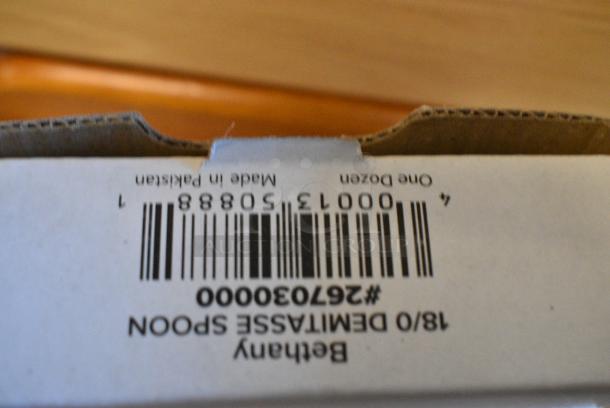 Bethany
18/0 DEMITASSE SPOON
#267030000
4 00013 50888 1
One Dozen Made in Pakistan